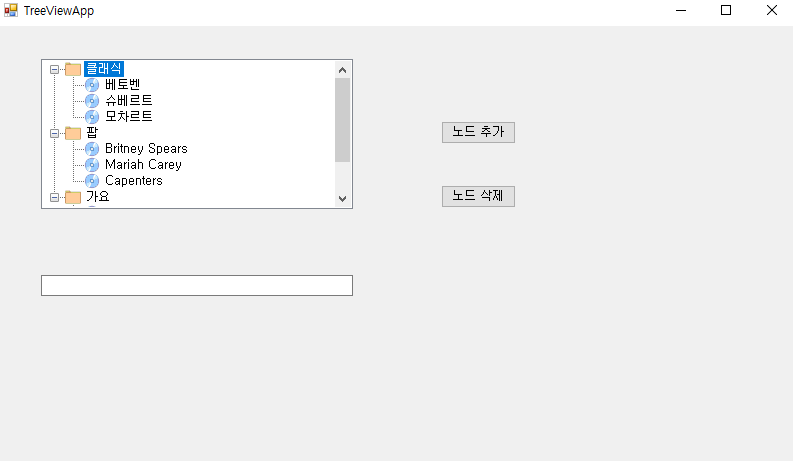 TreeViewApp
클래식
베토벤
슈베르트
모차르트
팝
Britney Spears
Mariah Carey
Capenters
가요
노드 추가
노드 삭제